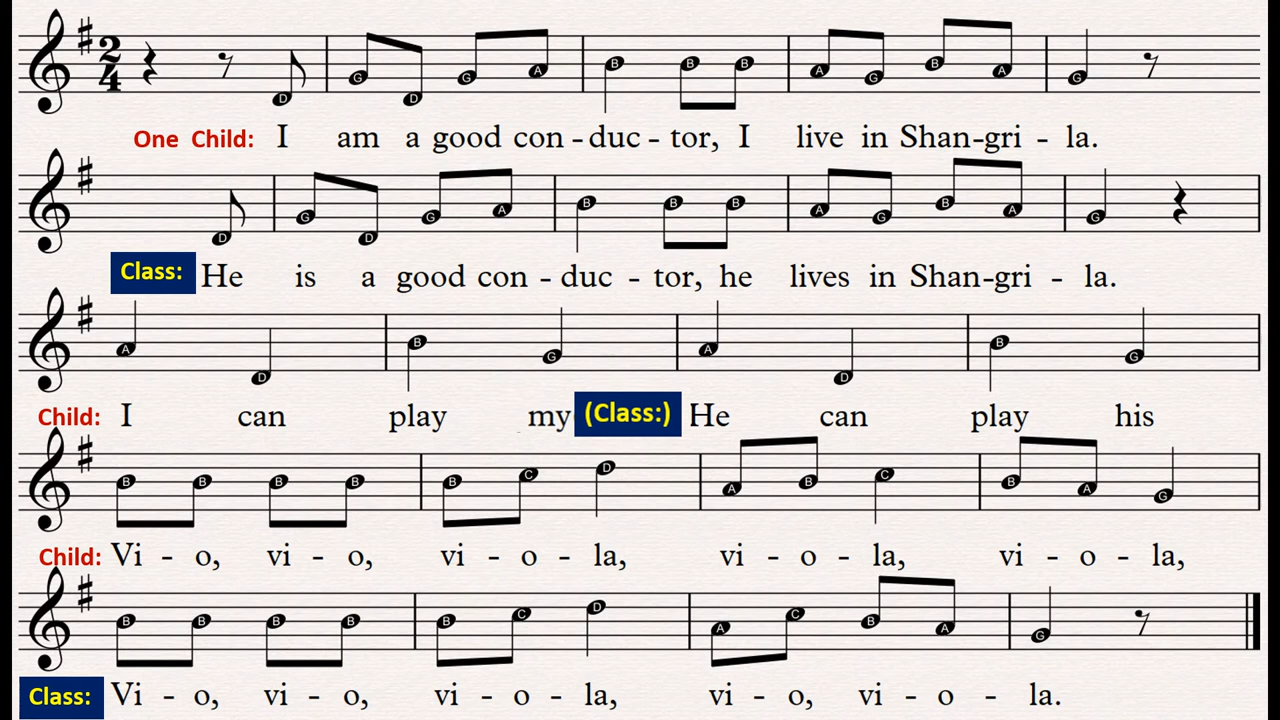 2 4 D G D G A B B B A G B A G
One Child: I am a good con - duc - tor, I live in Shan-gri - la.
D G D G A B B B A G B A G
Class: He is a good con - duc - tor, he lives in Shan-gri - la.
A D B G A D B G
Child: I can play my (Class:) He can play his
B B B B B C D A B C B A G
Child: Vi - o, vi - o, vi - o - la, vi - o - la, vi - o - la,
B B B B B C D A C B A G
Class: Vi - o, vi - o, vi - o - la, vi - o, vi - o - la.